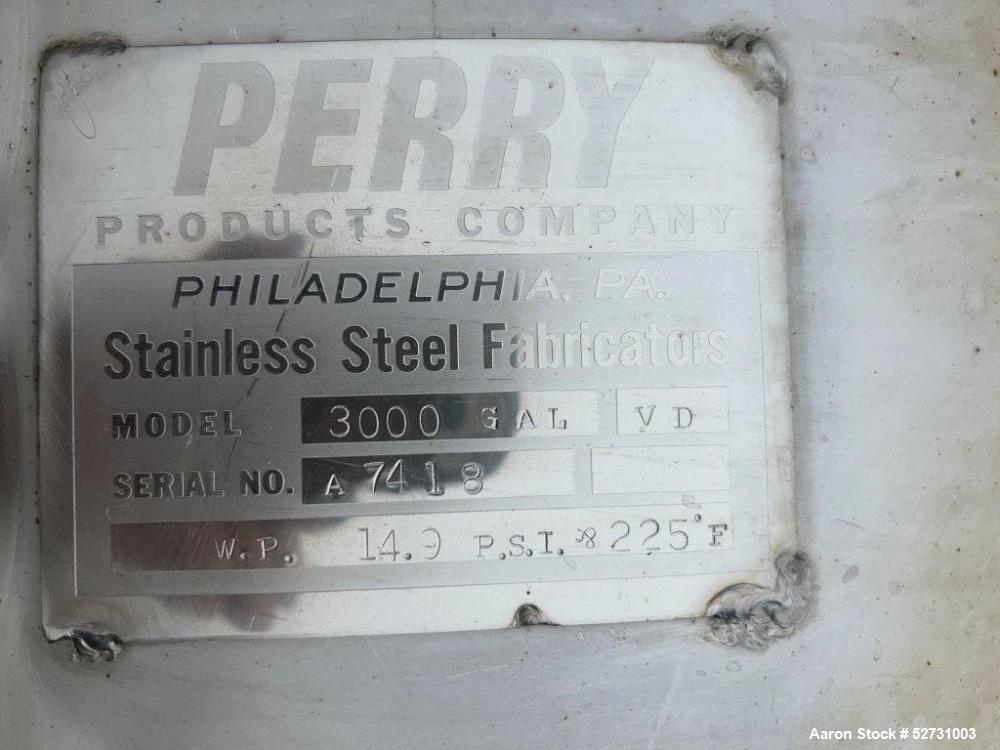 PERRY
PRODUCTS COMPANY
PHILADELPHIA, PA.
Stainless Steel Fabricators
MODEL 3000 GAL VD
SERIAL NO. A 7418
W.P. 14.9 P.S.I. & 225°F
Aaron Stock # 52731003